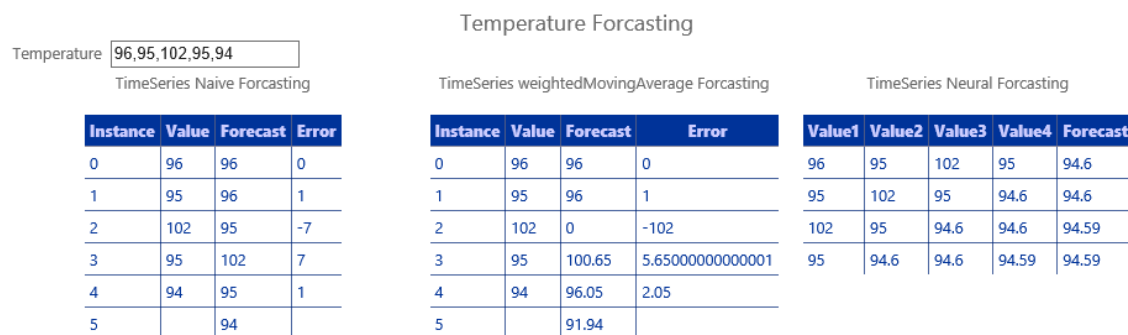 Temperature Forcasting
Temperature 96,95,102,95,94
TimeSeries Naive Forcasting
Instance Value Forecast Error
0 96 96 0
1 95 96 1
2 102 95 -7
3 95 102 7
4 94 95 1
5 94
TimeSeries weightedMovingAverage Forcasting
Instance Value Forecast Error
0 96 96 0
1 95 96 1
2 102 0 -102
3 95 100.65 5.65000000000001
4 94 96.05 2.05
5 91.94
TimeSeries Neural Forcasting
Value1 Value2 Value3 Value4 Forecast
96 95 102 95 94.6
95 102 95 94.6 94.6
102 95 94.6 94.6 94.59
95 94.6 94.6 94.59 94.59